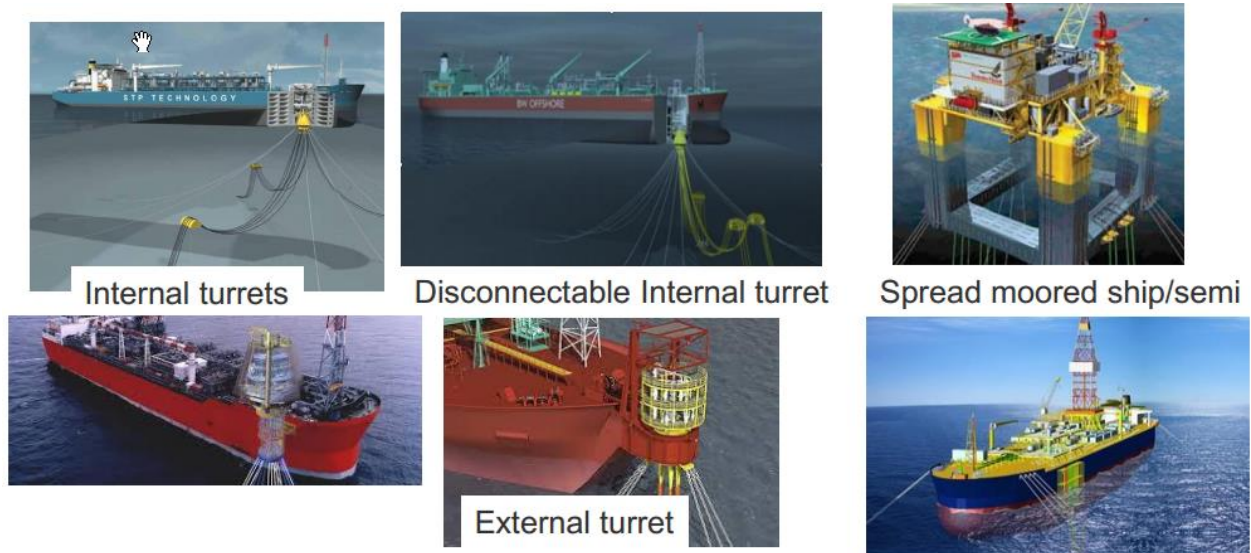 STP TECHNOLOGY
BW OFFSHORE
Internal turrets
Disconnectable Internal turret
Spread moored ship/semi
External turret